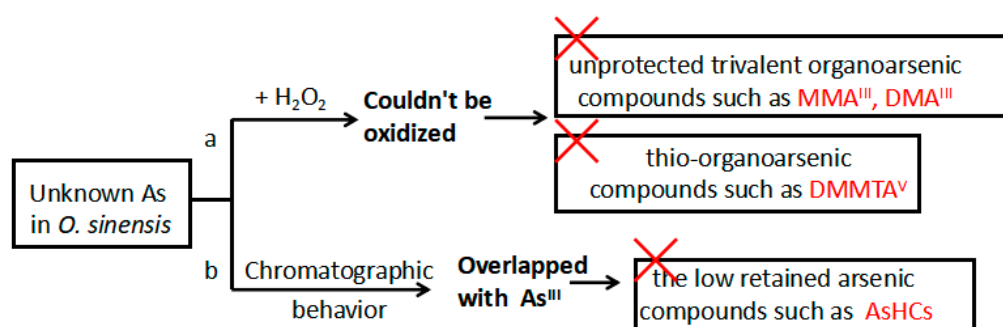 unprotected trivalent organoarsenic
compounds such as MMAᴵᴵᴵ, DMAᴵᴵᴵ
+ H₂O₂
Couldn't be
oxidized
a
thio-organoarsenic
compounds such as DMMTAⱽ
Unknown As
in O. sinensis
b
Chromatographic
behavior
Overlapped
with Asᴵᴵᴵ
the low retained arsenic
compounds such as AsHCs